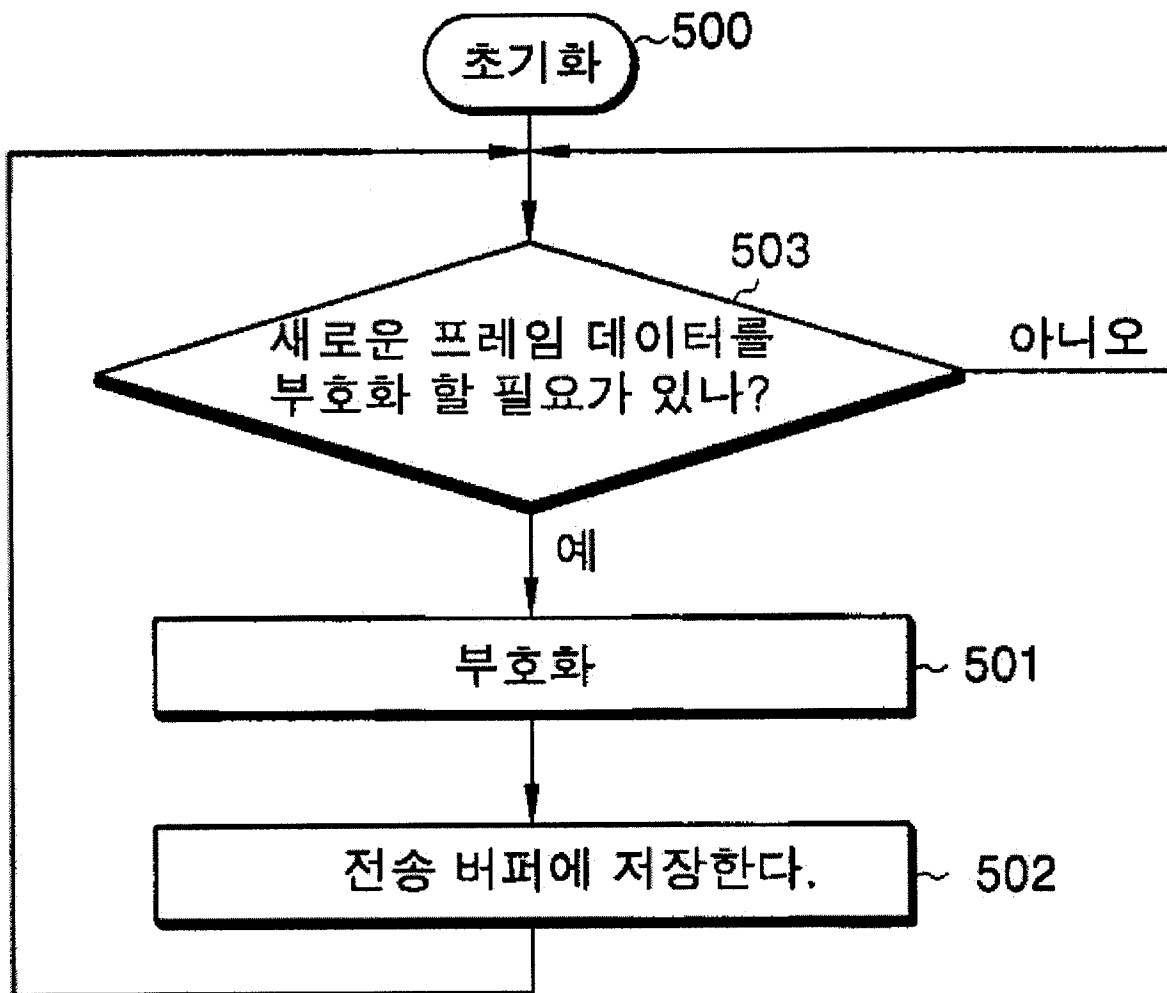 초기화
500
503
새로운 프레임 데이터를
부호화 할 필요가 있나?
아니오
예
부호화
501
전송 버퍼에 저장한다.
502